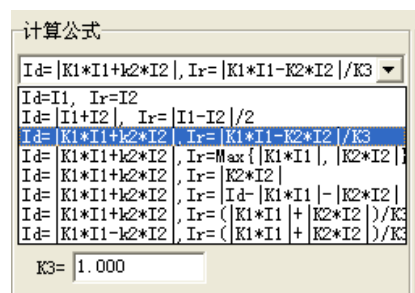 计算公式
Id=|K1*I1+k2*I2|,Ir=|K1*I1-K2*I2|/K3
Id=I1, Ir=I2
Id=|I1+I2|, Ir=|I1-I2|/2
Id=|K1*I1+k2*I2|,Ir=|K1*I1-K2*I2|/K3
Id=|K1*I1+k2*I2|,Ir=Max{|K1*I1|, |K2*I2|}
Id=|K1*I1+k2*I2|,Ir=|K2*I2|
Id=|K1*I1+k2*I2|,Ir=|Id-|K1*I1|-|K2*I2|
Id=|K1*I1+k2*I2|,Ir=(|K1*I1|+|K2*I2|)/K3
Id=|K1*I1-k2*I2|,Ir=(|K1*I1|+|K2*I2|)/K3
K3= 1.000